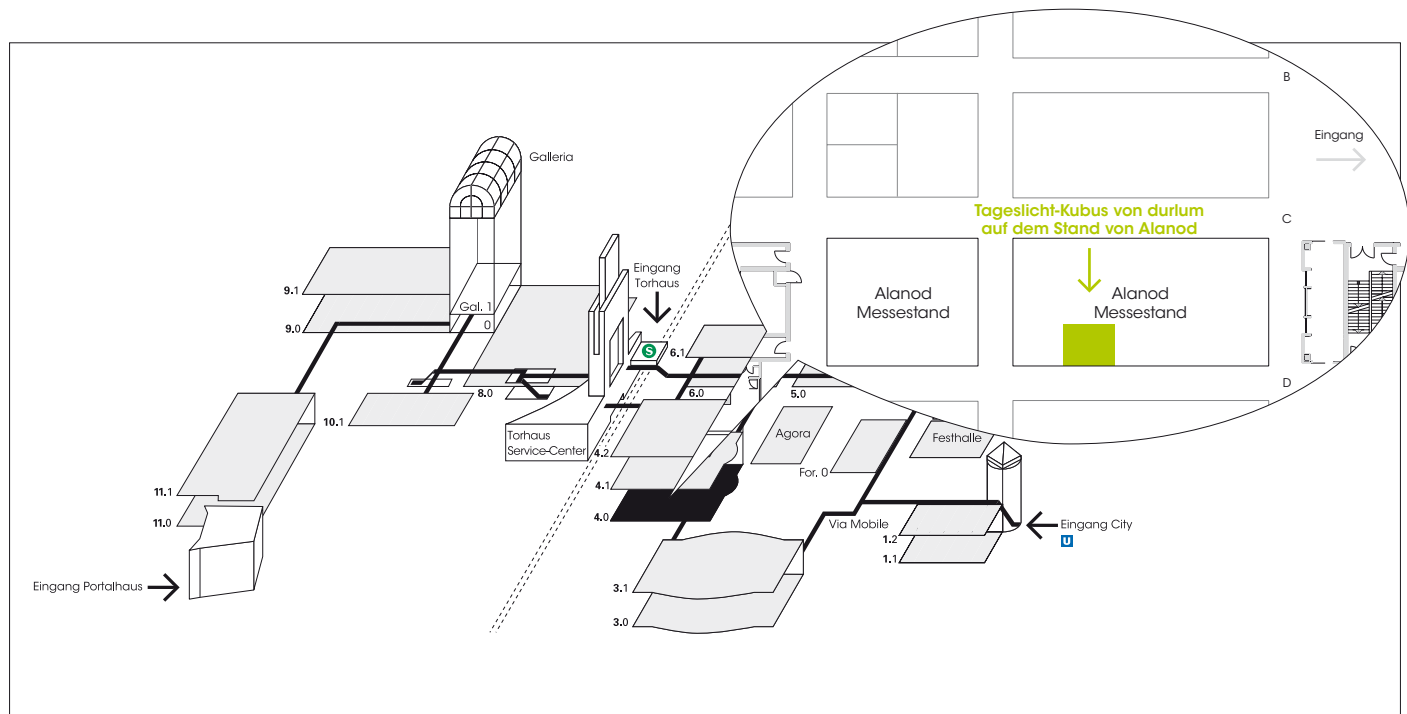 B
Eingang
Galleria
Tageslicht-Kubus von durlum
auf dem Stand von Alanod
C
Eingang
Torhaus
9.1
Gal. 1
Alanod
Messestand
Alanod
Messestand
9.0
0
S
6.1
8.0
6.0
5.0
D
10.1
Torhaus
Service-Center
Agora
Festhalle
4.2
For. 0
4.1
11.1
4.0
11.0
Via Mobile
Eingang City
1.2
U
1.1
Eingang Portalhaus
3.1
3.0